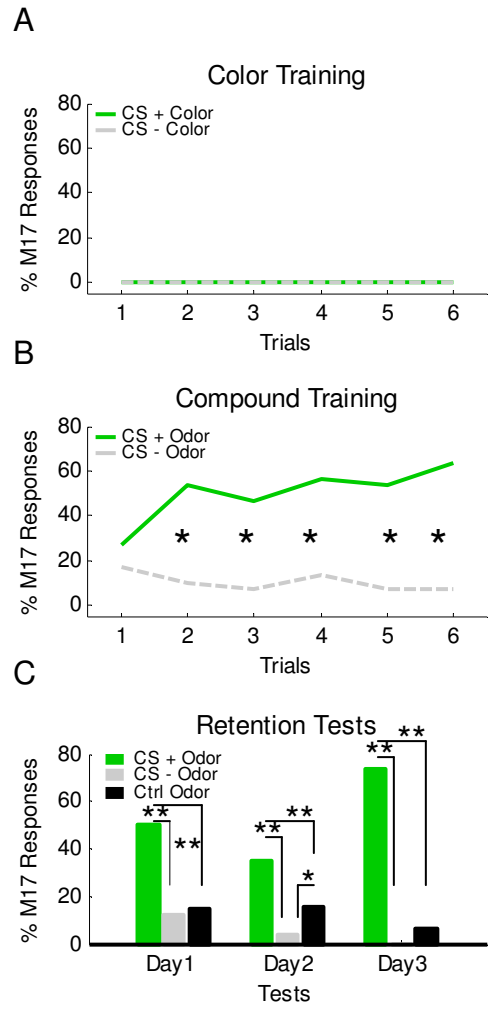 A
Color Training
80
60
40
20
0
% M17 Responses
CS + Color
CS - Color
1 2 3 4 5 6
Trials
B
Compound Training
80
60
40
20
0
% M17 Responses
CS + Odor
CS - Odor
* * * * *
1 2 3 4 5 6
Trials
C
Retention Tests
80
60
40
20
0
% M17 Responses
CS + Odor
CS - Odor
Ctrl Odor
**
**
**
**
*
**
**
Day1 Day2 Day3
Tests